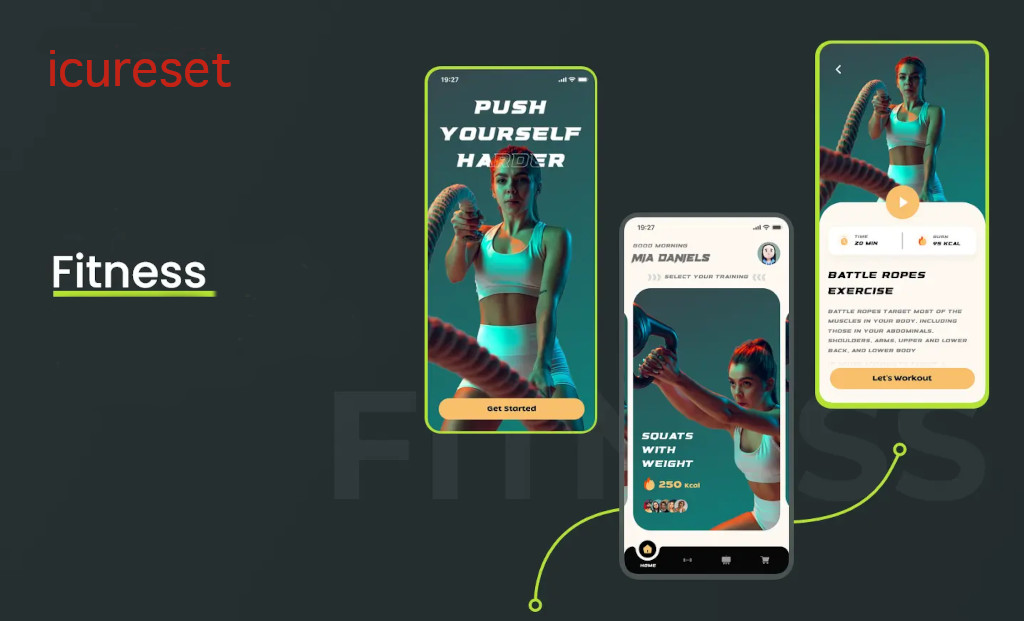 icureset
Fitness
FITNESS
19:27
PUSH
YOURSELF
HARDER
Get Started
19:27
GOOD MORNING
MIA DANIELS
SELECT YOUR TRAINING
SQUATS
WITH
WEIGHT
250 Kcal
HOME
TIME
20 MIN
BURN
95 KCAL
BATTLE ROPES
EXERCISE
BATTLE ROPES TARGET MOST OF THE
MUSCLES IN YOUR BODY, INCLUDING
THOSE IN YOUR ABDOMINALS,
SHOULDERS, ARMS, UPPER AND LOWER
BACK, AND LOWER BODY
Let's Workout